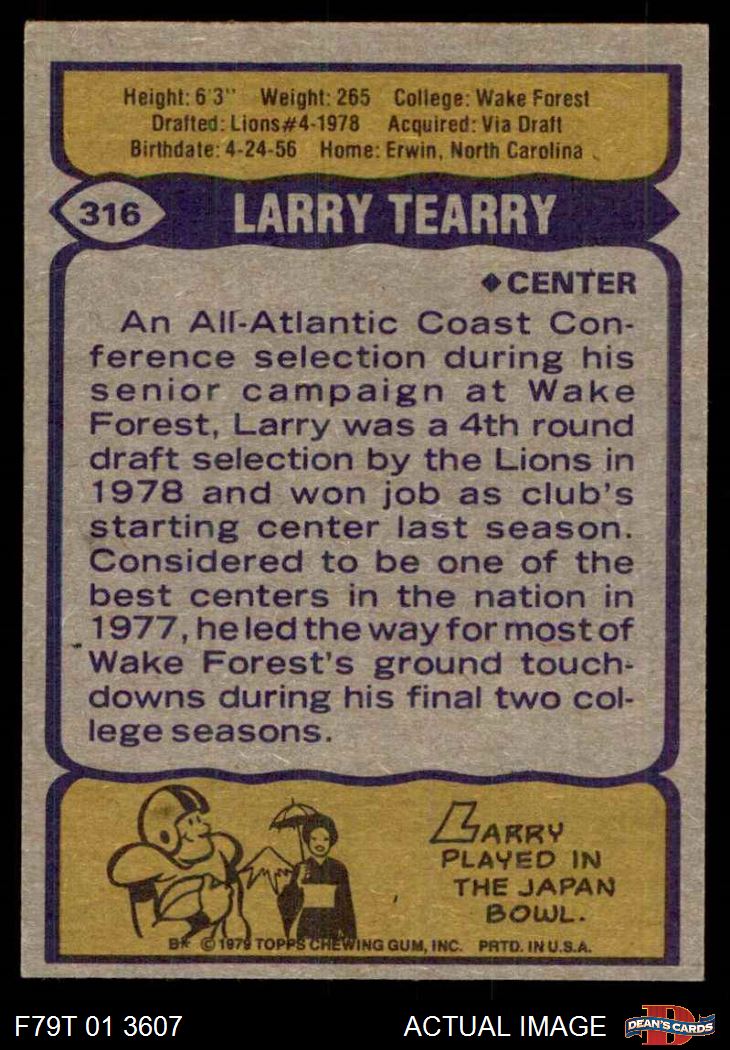 Height: 6'3" Weight: 265 College: Wake Forest
Drafted: Lions#4-1978 Acquired: Via Draft
Birthdate: 4-24-56 Home: Erwin, North Carolina
316 LARRY TEARRY
◆CENTER
An All-Atlantic Coast Con-
ference selection during his
senior campaign at Wake
Forest, Larry was a 4th round
draft selection by the Lions in
1978 and won job as club's
starting center last season.
Considered to be one of the
best centers in the nation in
1977, he led the way for most of
Wake Forest's ground touch-
downs during his final two col-
lege seasons.
LARRY
PLAYED IN
THE JAPAN
BOWL.
B* © 1979 TOPPS CHEWING GUM, INC. PRTD. IN U.S.A.
F79T 01 3607 ACTUAL IMAGE D DEAN'S CARDS